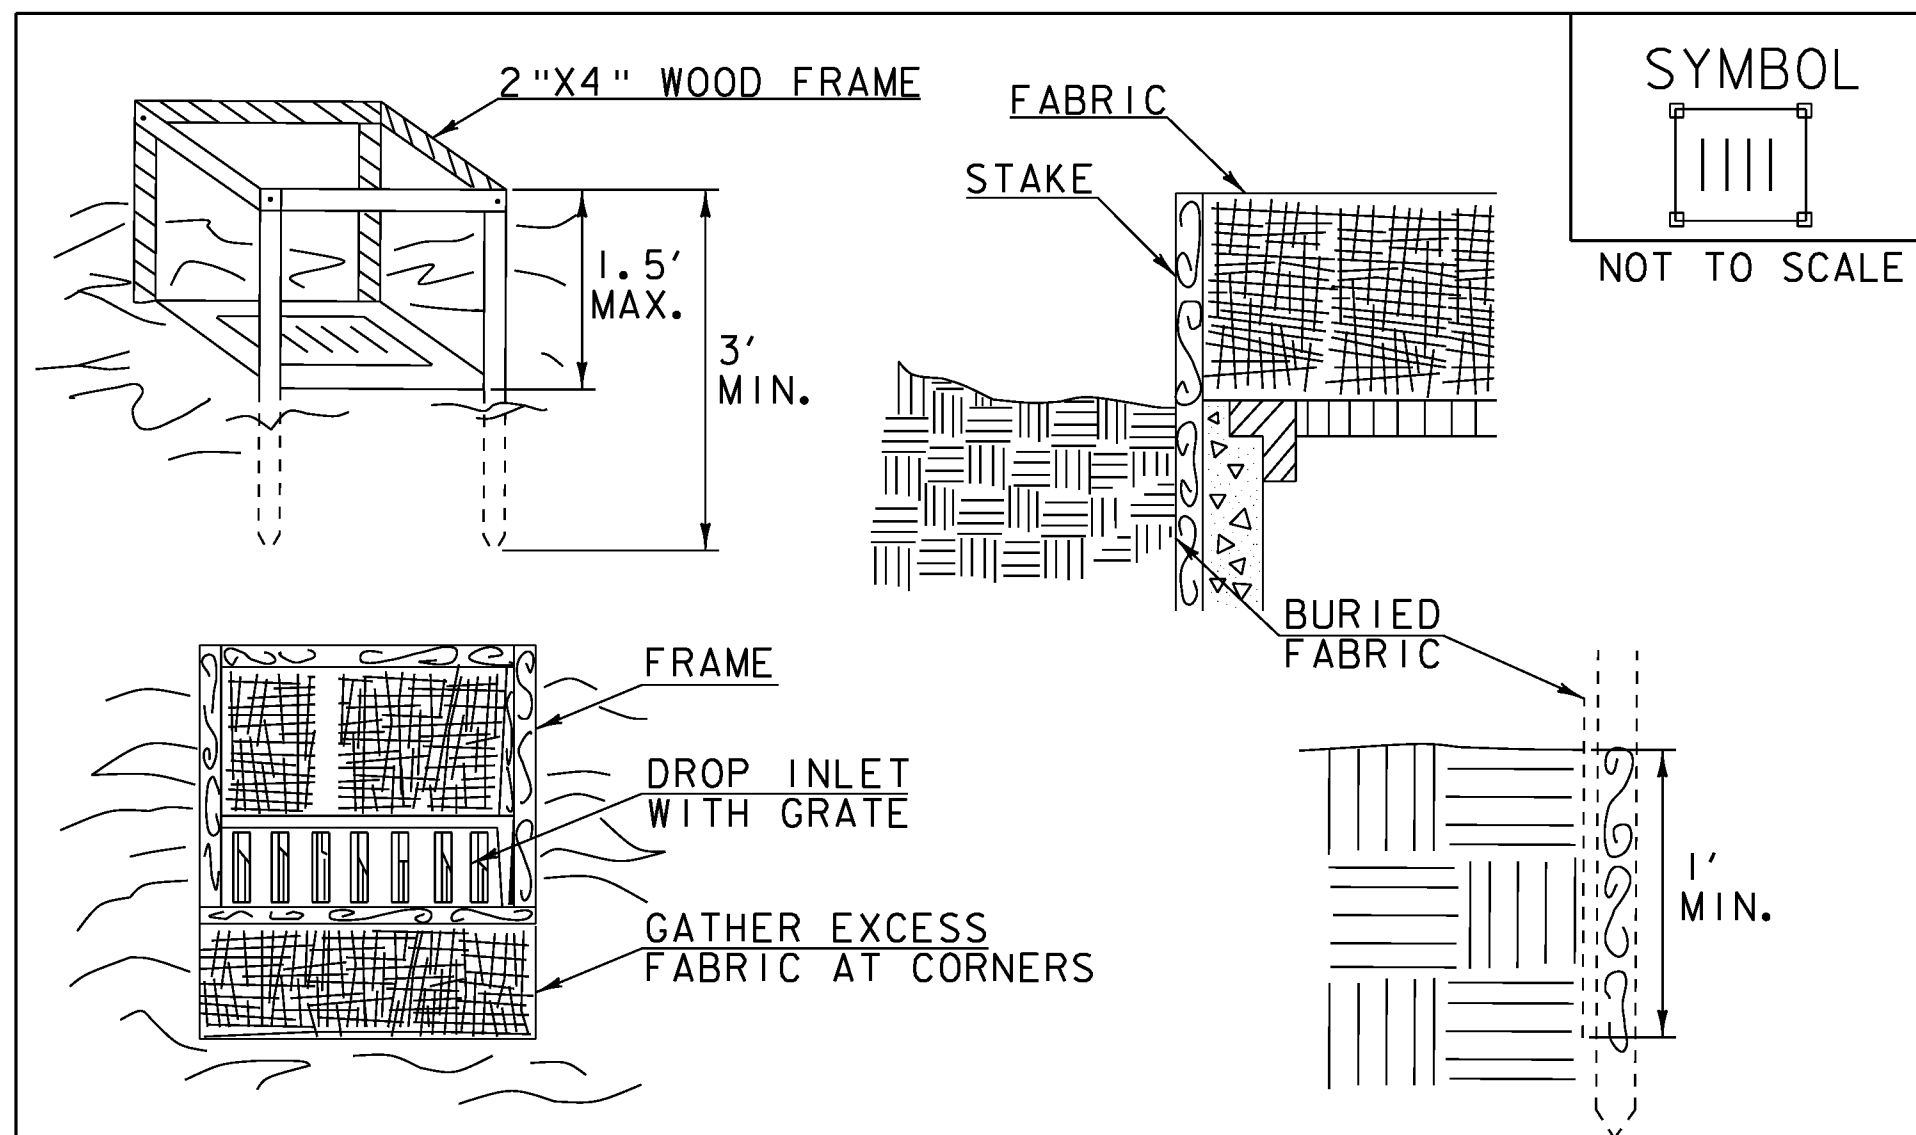 2"X4" WOOD FRAME
1.5'
MAX.
3'
MIN.
FABRIC
STAKE
SYMBOL
NOT TO SCALE
BURIED
FABRIC
FRAME
DROP INLET
WITH GRATE
GATHER EXCESS
FABRIC AT CORNERS
1'
MIN.